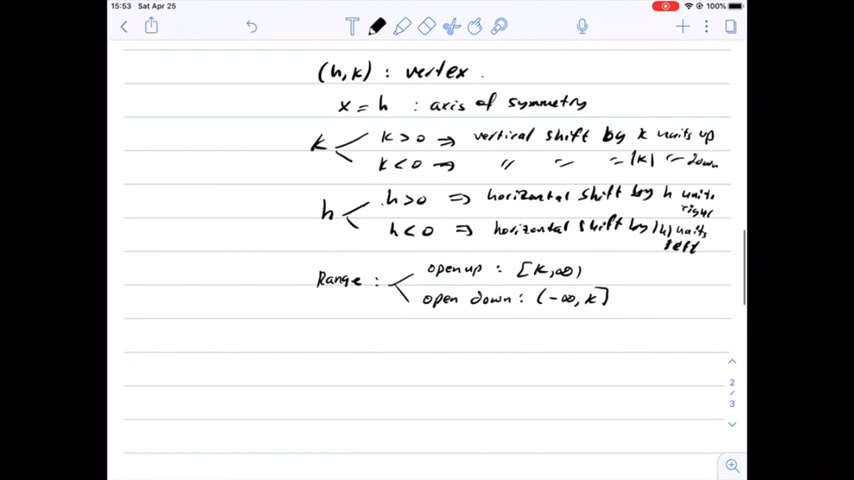 15:53 Sat Apr 25
100%
(h,k) : vertex .
x = h : axis of symmetry
k
k>0 => vertical shift by k units up
k<0 => " " " |k| " down
h
h>0 => horizontal shift by h units right
h<0 => horizontal shift by |h| units left
Range :
open up : [k,∞)
open down : (-∞, k]
2
/
3